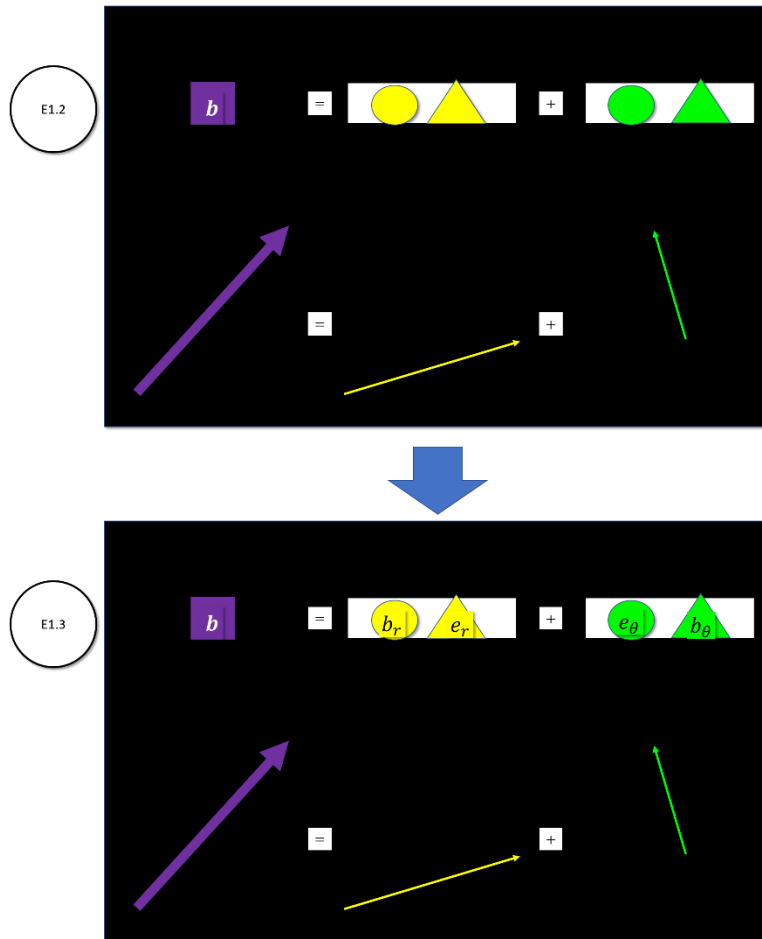 E1.2 b = +
= +
E1.3 b = b_r e_r + e_θ b_θ
= +